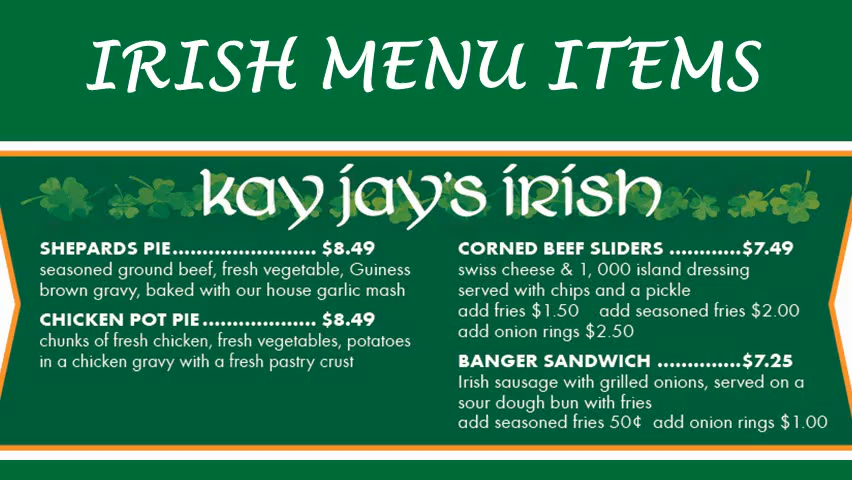 IRISH MENU ITEMS
kay jay's irish
SHEPARDS PIE........................ $8.49
seasoned ground beef, fresh vegetable, Guiness
brown gravy, baked with our house garlic mash
CHICKEN POT PIE................... $8.49
chunks of fresh chicken, fresh vegetables, potatoes
in a chicken gravy with a fresh pastry crust
CORNED BEEF SLIDERS ............$7.49
swiss cheese & 1, 000 island dressing
served with chips and a pickle
add fries $1.50 add seasoned fries $2.00
add onion rings $2.50
BANGER SANDWICH ..............$7.25
Irish sausage with grilled onions, served on a
sour dough bun with fries
add seasoned fries 50¢ add onion rings $1.00